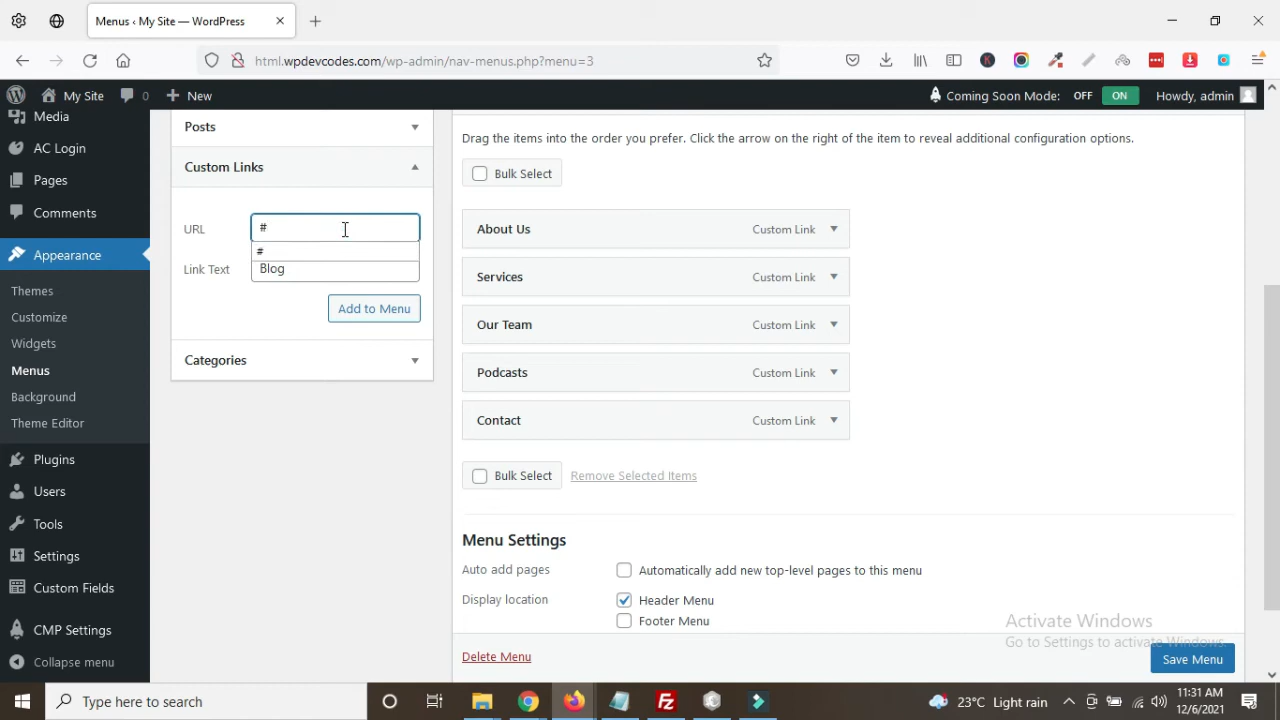 Menus ‹ My Site — WordPress
html.wpdevcodes.com/wp-admin/nav-menus.php?menu=3
My Site
0
New
Coming Soon Mode:
OFF
ON
Howdy, admin
Media
AC Login
Pages
Comments
Appearance
Themes
Customize
Widgets
Menus
Background
Theme Editor
Plugins
Users
Tools
Settings
Custom Fields
CMP Settings
Collapse menu
Posts
Custom Links
URL
#
#
Link Text
Blog
Add to Menu
Categories
Drag the items into the order you prefer. Click the arrow on the right of the item to reveal additional configuration options.
Bulk Select
About Us Custom Link
Services Custom Link
Our Team Custom Link
Podcasts Custom Link
Contact Custom Link
Bulk Select Remove Selected Items
Menu Settings
Auto add pages
Automatically add new top-level pages to this menu
Display location
Header Menu
Footer Menu
Activate Windows
Go to Settings to activate Windows.
Delete Menu
Save Menu
Type here to search
23°C Light rain
11:31 AM
12/6/2021